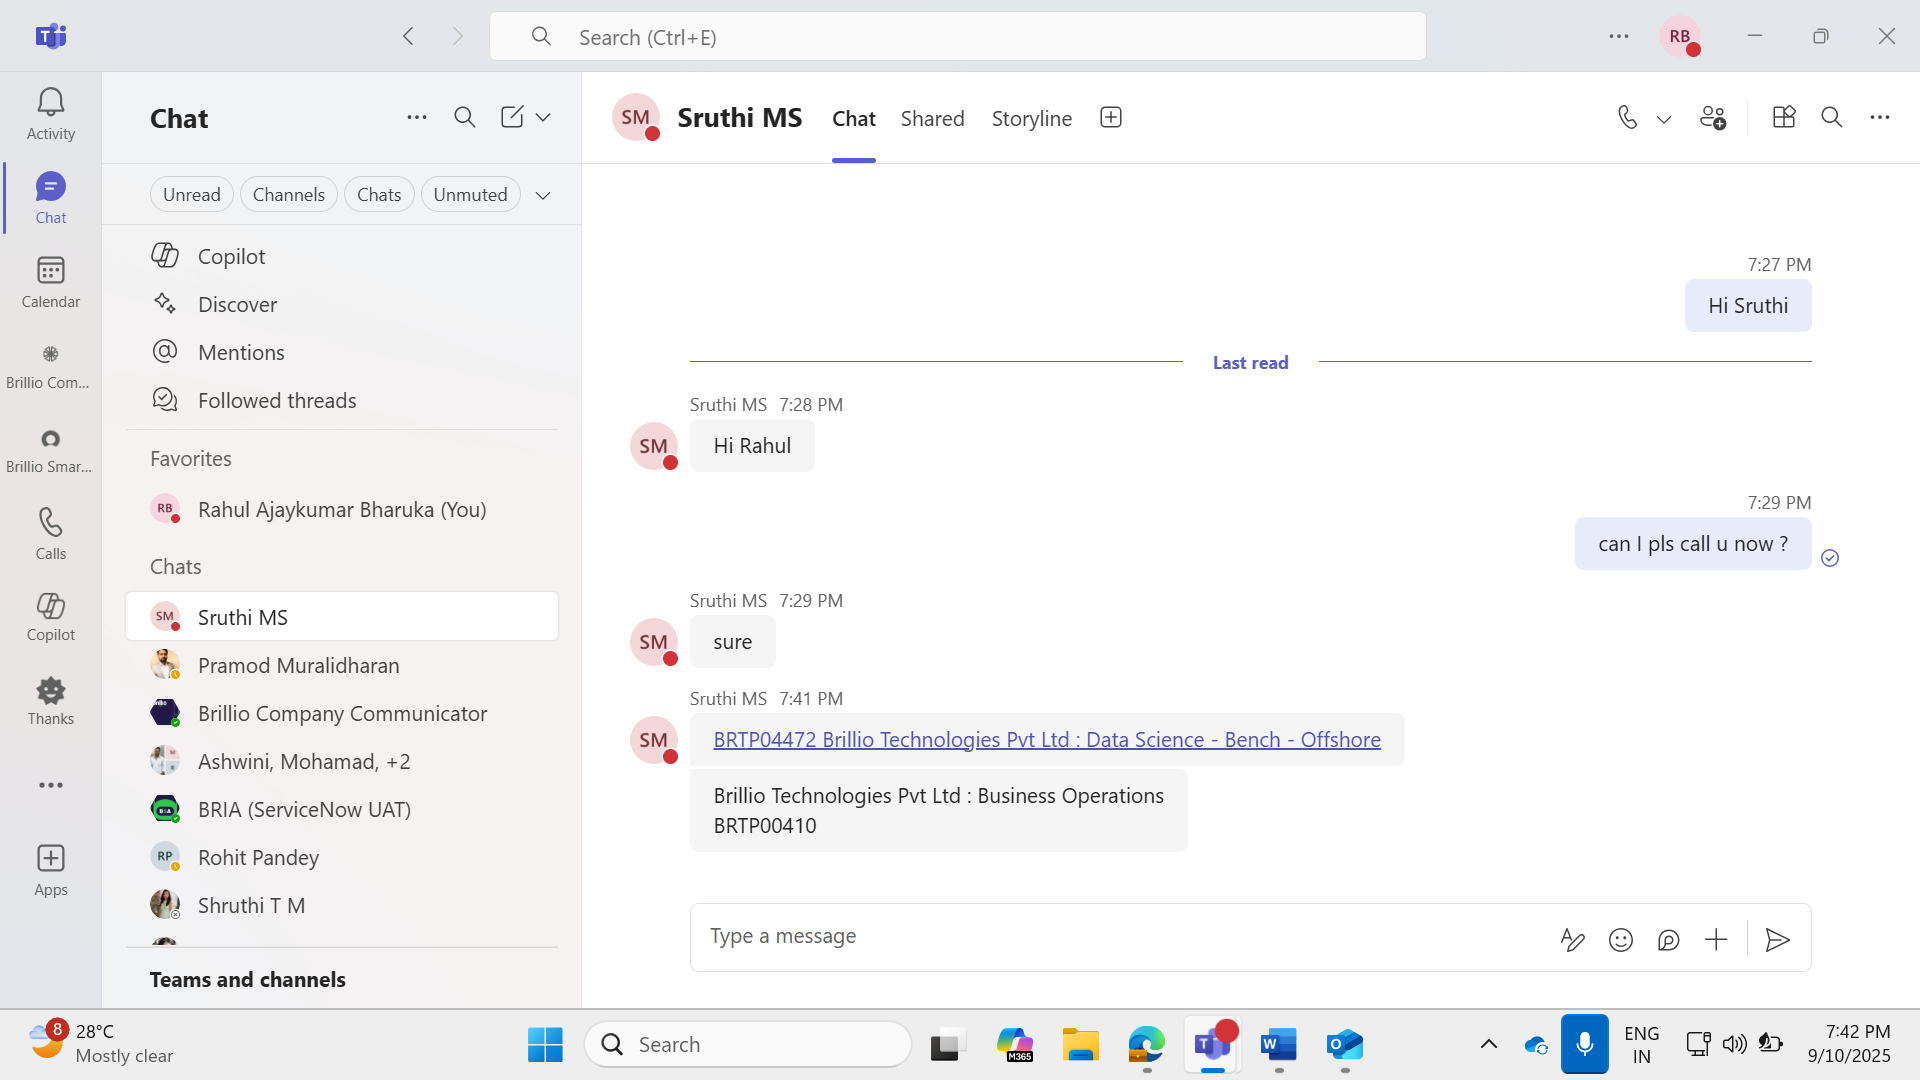 Search (Ctrl+E)
RB
Activity
Chat
Calendar
Brillio Com...
Brillio Smar...
Calls
Copilot
Thanks
Apps
Chat
Unread
Channels
Chats
Unmuted
Copilot
Discover
Mentions
Followed threads
Favorites
RB
Rahul Ajaykumar Bharuka (You)
Chats
SM
Sruthi MS
Pramod Muralidharan
Brillio Company Communicator
Ashwini, Mohamad, +2
BRIA (ServiceNow UAT)
RP
Rohit Pandey
Shruthi T M
Teams and channels
SM
Sruthi MS
Chat
Shared
Storyline
7:27 PM
Hi Sruthi
Last read
Sruthi MS 7:28 PM
SM
Hi Rahul
7:29 PM
can I pls call u now ?
Sruthi MS 7:29 PM
SM
sure
Sruthi MS 7:41 PM
SM
BRTP04472 Brillio Technologies Pvt Ltd : Data Science - Bench - Offshore
Brillio Technologies Pvt Ltd : Business Operations
BRTP00410
Type a message
8
28°C
Mostly clear
Search
M365
ENG
IN
7:42 PM
9/10/2025